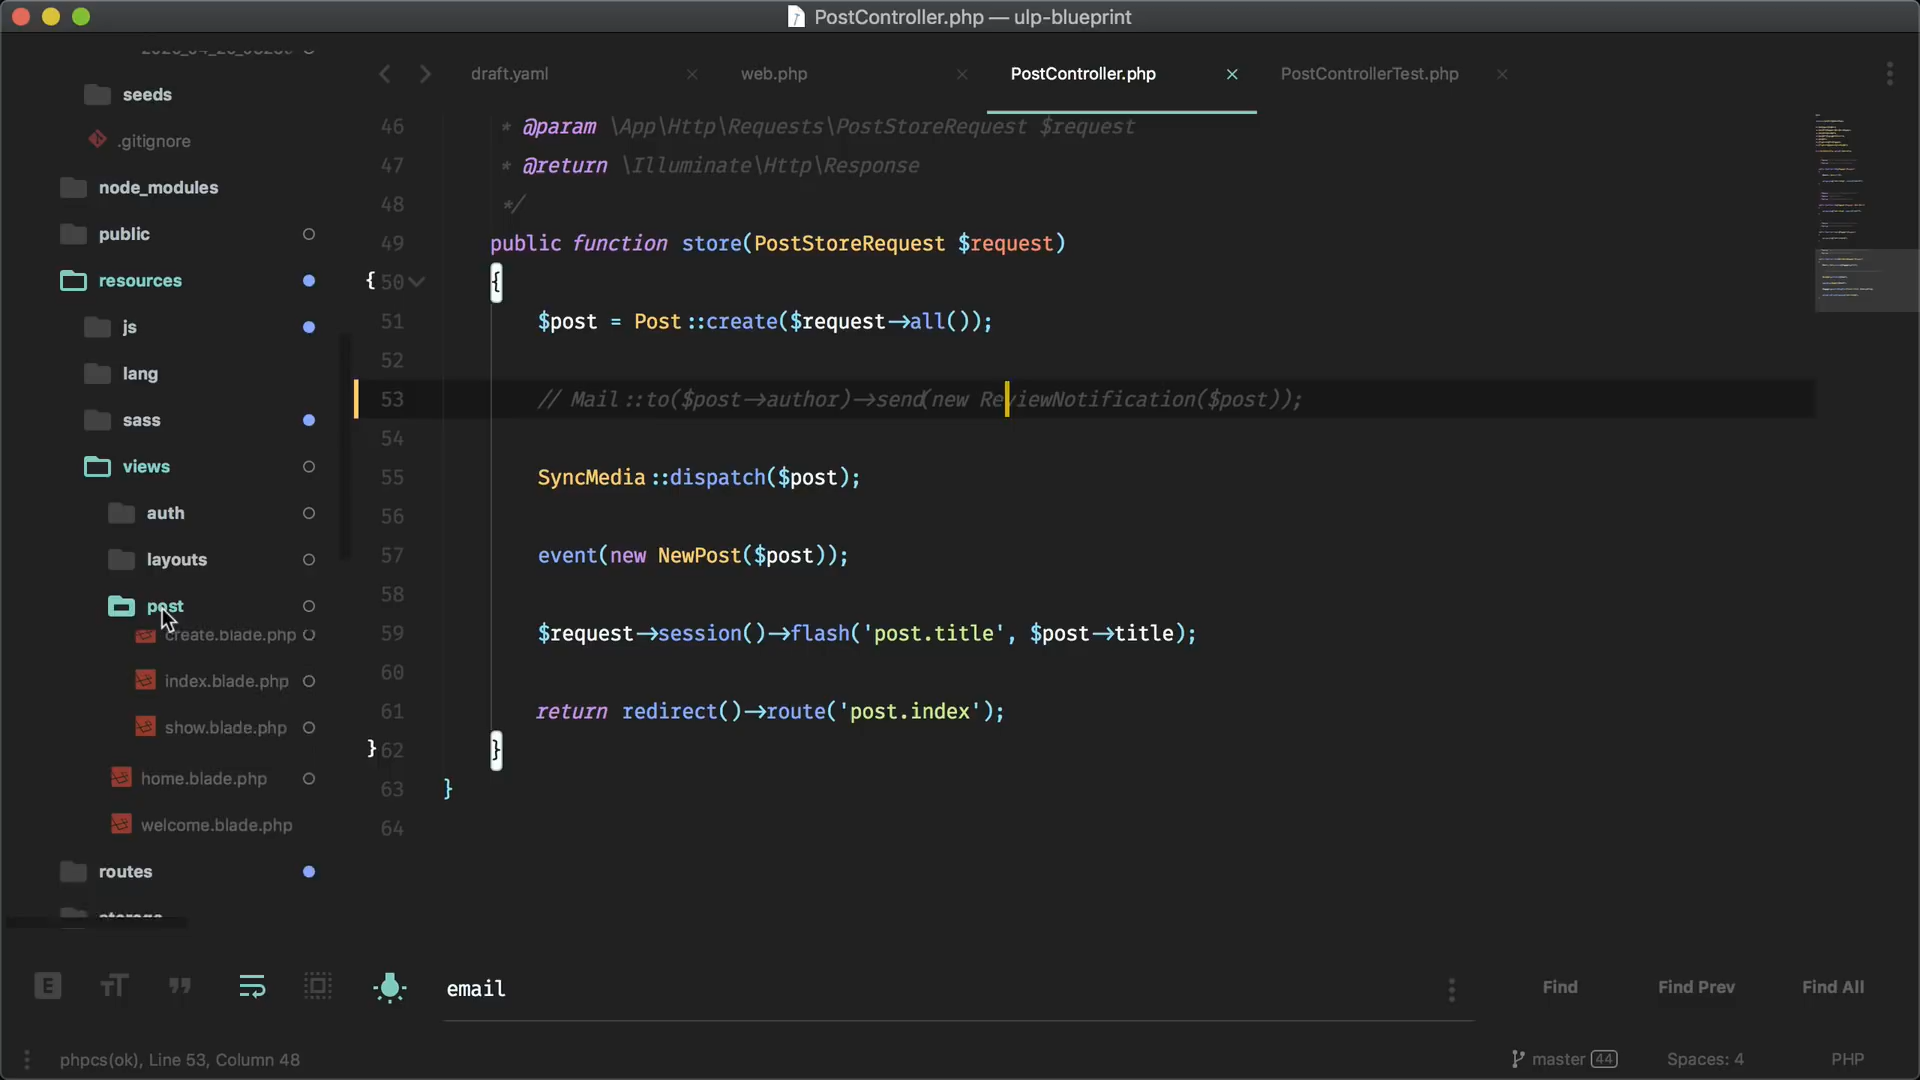 PostController.php — ulp-blueprint
seeds
.gitignore
node_modules
public
resources
js
lang
sass
views
auth
layouts
post
create.blade.php
index.blade.php
show.blade.php
home.blade.php
welcome.blade.php
routes
storage
draft.yaml
web.php
PostController.php
PostControllerTest.php
46 * @param \App\Http\Requests\PostStoreRequest $request
47 * @return \Illuminate\Http\Response
48 */
49 public function store(PostStoreRequest $request)
{ 50 {
51 $post = Post::create($request->all());
52
53 // Mail::to($post->author)->send(new ReviewNotification($post));
54
55 SyncMedia::dispatch($post);
56
57 event(new NewPost($post));
58
59 $request->session()->flash('post.title', $post->title);
60
61 return redirect()->route('post.index');
} 62 }
63 }
64
email
Find
Find Prev
Find All
phpcs(ok), Line 53, Column 48
master 44
Spaces: 4
PHP